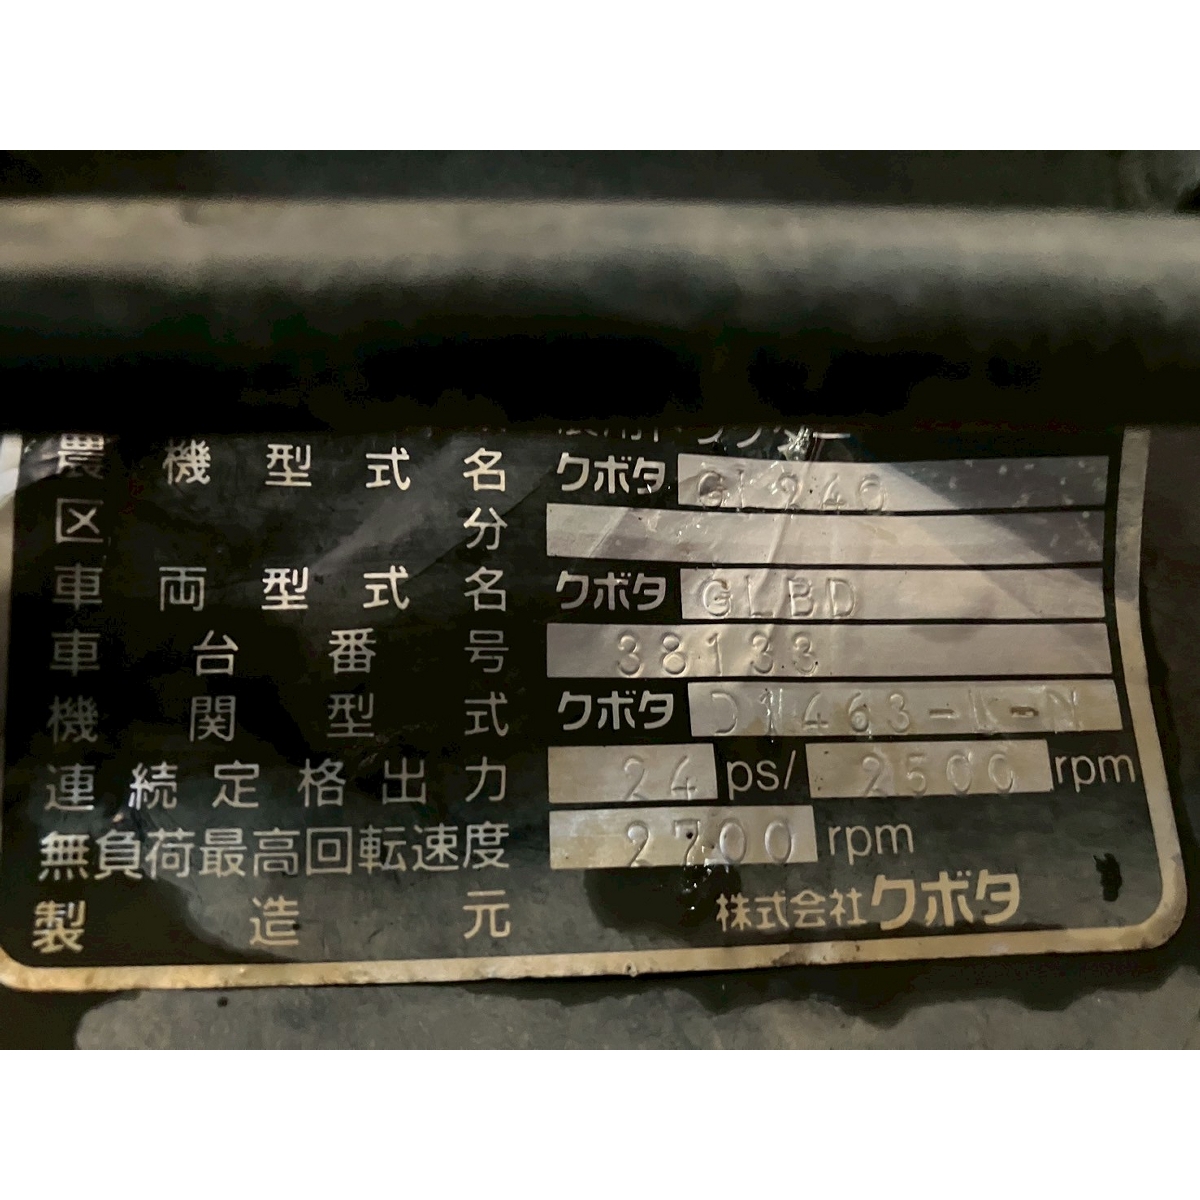 農機型式名 クボタ GL240
区分
車両型式名 クボタ GLBD
車台番号 38133
機関型式 クボタ D1463-K-N
連続定格出力 24 ps/ 2500 rpm
無負荷最高回転速度 2700 rpm
製造元 株式会社クボタ